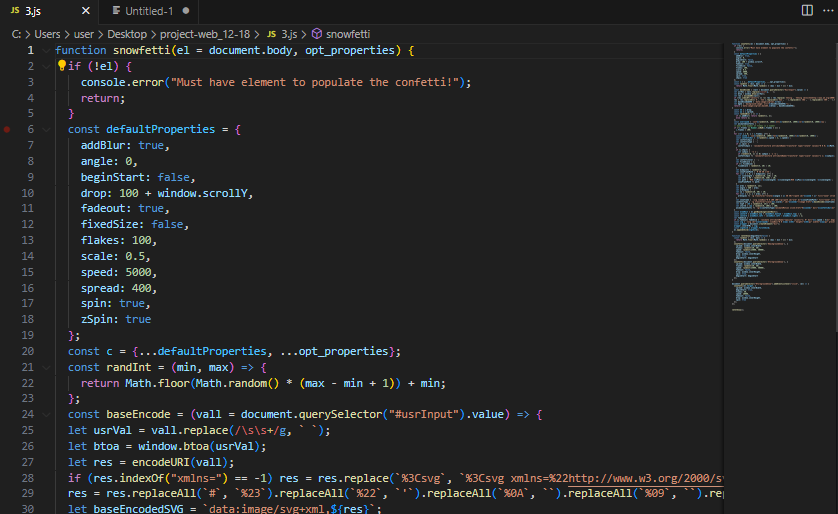 JS 3.js × Untitled-1 ●
C: > Users > user > Desktop > project-web_12-18 > JS 3.js > snowfetti
1 function snowfetti(el = document.body, opt_properties) {
2 if (!el) {
3 console.error("Must have element to populate the confetti!");
4 return;
5 }
6 const defaultProperties = {
7 addBlur: true,
8 angle: 0,
9 beginStart: false,
10 drop: 100 + window.scrollY,
11 fadeout: true,
12 fixedSize: false,
13 flakes: 100,
14 scale: 0.5,
15 speed: 5000,
16 spread: 400,
17 spin: true,
18 zSpin: true
19 };
20 const c = {...defaultProperties, ...opt_properties};
21 const randInt = (min, max) => {
22 return Math.floor(Math.random() * (max - min + 1)) + min;
23 };
24 const baseEncode = (vall = document.querySelector("#usrInput").value) => {
25 let usrVal = vall.replace(/\s\s+/g, ` `);
26 let btoa = window.btoa(usrVal);
27 let res = encodeURI(vall);
28 if (res.indexOf("xmlns=") == -1) res = res.replace(`%3Csvg`, `%3Csvg xmlns=%22http://www.w3.org/2000/sv
29 res = res.replaceAll(`#`, `%23`).replaceAll(`%22`, `'`).replaceAll(`%0A`, ``).replaceAll(`%09`, ``).rep
30 let baseEncodedSVG = `data:image/svg+xml,${res}`;